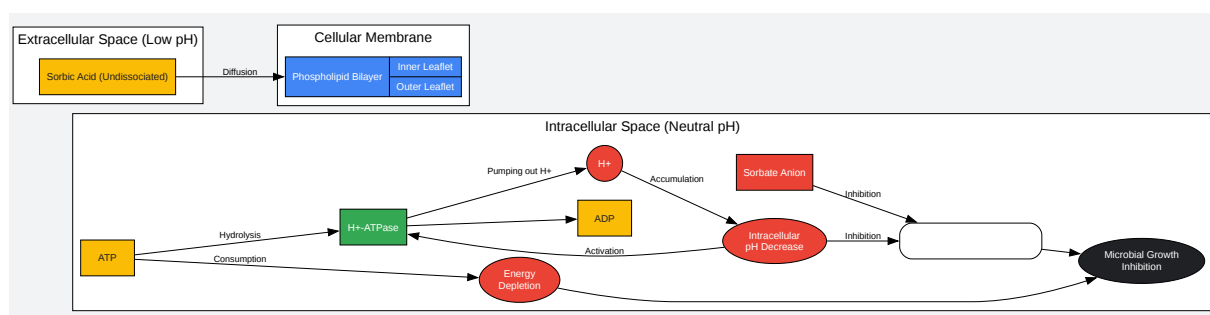 Extracellular Space (Low pH)
Sorbic Acid (Undissociated)
Diffusion
Cellular Membrane
Phospholipid Bilayer
Inner Leaflet
Outer Leaflet
Intracellular Space (Neutral pH)
Pumping out H+
H+
Accumulation
Sorbate Anion
Inhibition
H+-ATPase
ADP
Hydrolysis
ATP
Consumption
Activation
Intracellular
pH Decrease
Inhibition
Energy
Depletion
Microbial Growth
Inhibition